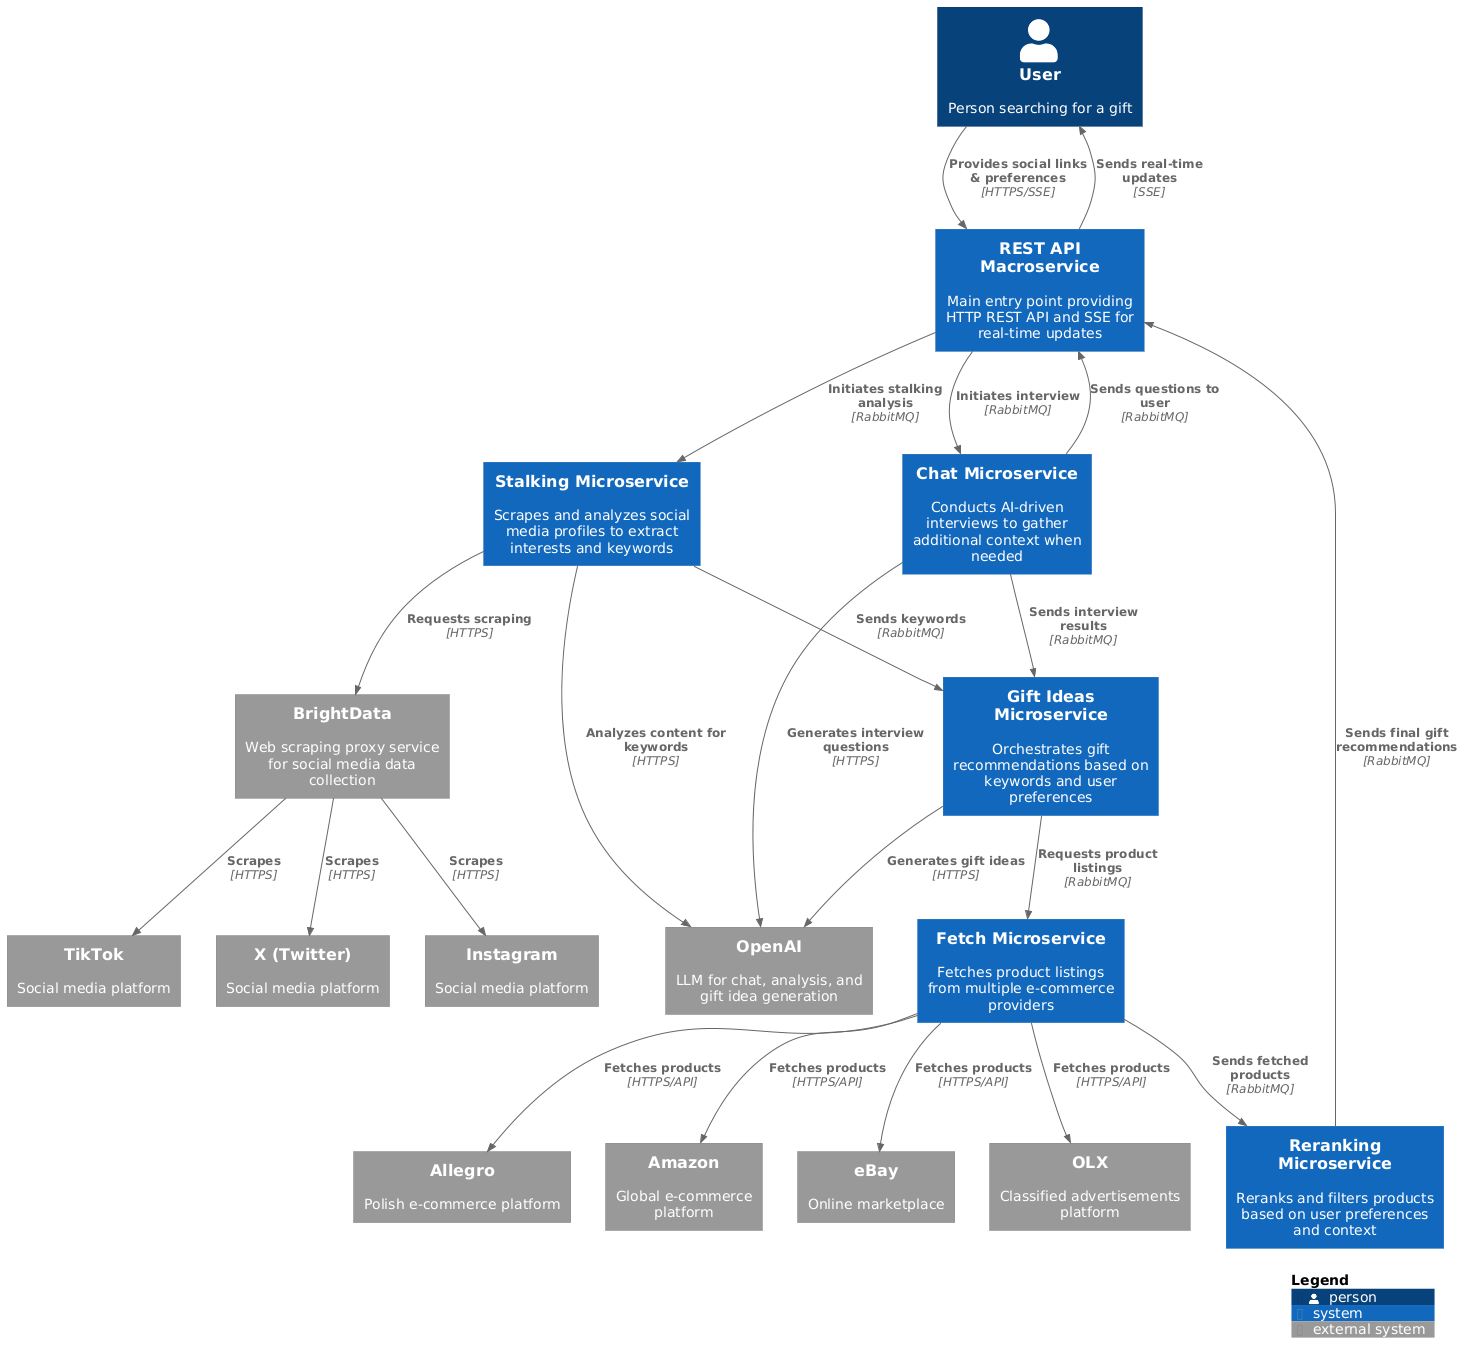 User
Person searching for a gift
Provides social links
& preferences
[HTTPS/SSE]
Sends real-time
updates
[SSE]
REST API
Macroservice
Main entry point providing
HTTP REST API and SSE for
real-time updates
Initiates stalking
analysis
[RabbitMQ]
Initiates interview
[RabbitMQ]
Sends questions to
user
[RabbitMQ]
Stalking Microservice
Scrapes and analyzes social
media profiles to extract
interests and keywords
Chat Microservice
Conducts AI-driven
interviews to gather
additional context when
needed
Requests scraping
[HTTPS]
Sends keywords
[RabbitMQ]
Sends interview
results
[RabbitMQ]
BrightData
Web scraping proxy service
for social media data
collection
Analyzes content for
keywords
[HTTPS]
Generates interview
questions
[HTTPS]
Gift Ideas
Microservice
Orchestrates gift
recommendations based on
keywords and user
preferences
Sends final gift
recommendations
[RabbitMQ]
Scrapes
[HTTPS]
Scrapes
[HTTPS]
Scrapes
[HTTPS]
Generates gift ideas
[HTTPS]
Requests product
listings
[RabbitMQ]
TikTok
Social media platform
X (Twitter)
Social media platform
Instagram
Social media platform
OpenAI
LLM for chat, analysis, and
gift idea generation
Fetch Microservice
Fetches product listings
from multiple e-commerce
providers
Fetches products
[HTTPS/API]
Fetches products
[HTTPS/API]
Fetches products
[HTTPS/API]
Fetches products
[HTTPS/API]
Sends fetched
products
[RabbitMQ]
Allegro
Polish e-commerce platform
Amazon
Global e-commerce
platform
eBay
Online marketplace
OLX
Classified advertisements
platform
Reranking
Microservice
Reranks and filters products
based on user preferences
and context
Legend
person
system
external system